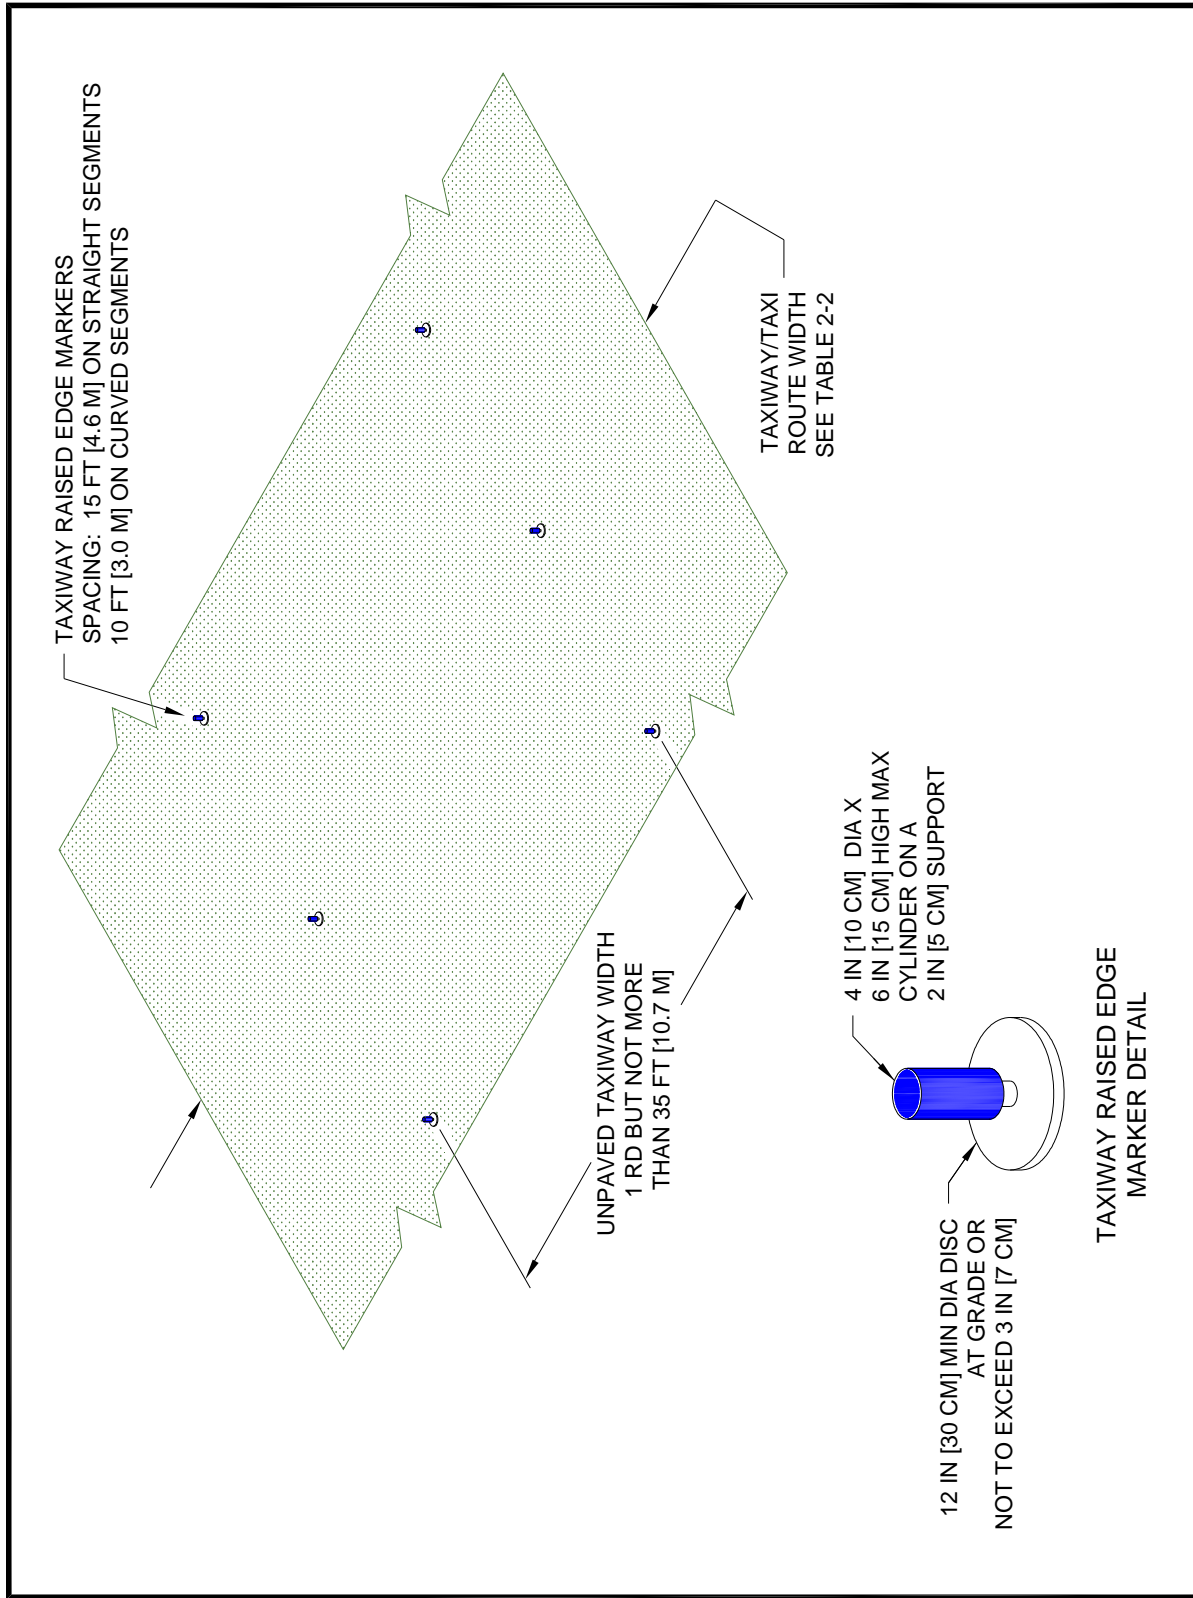 TAXIWAY RAISED EDGE MARKERS
SPACING: 15 FT [4.6 M] ON STRAIGHT SEGMENTS
10 FT [3.0 M] ON CURVED SEGMENTS
TAXIWAY/TAXI
ROUTE WIDTH
SEE TABLE 2-2
UNPAVED TAXIWAY WIDTH
1 RD BUT NOT MORE
THAN 35 FT [10.7 M]
4 IN [10 CM] DIA X
6 IN [15 CM] HIGH MAX
CYLINDER ON A
2 IN [5 CM] SUPPORT
12 IN [30 CM] MIN DIA DISC
AT GRADE OR
NOT TO EXCEED 3 IN [7 CM]
TAXIWAY RAISED EDGE
MARKER DETAIL